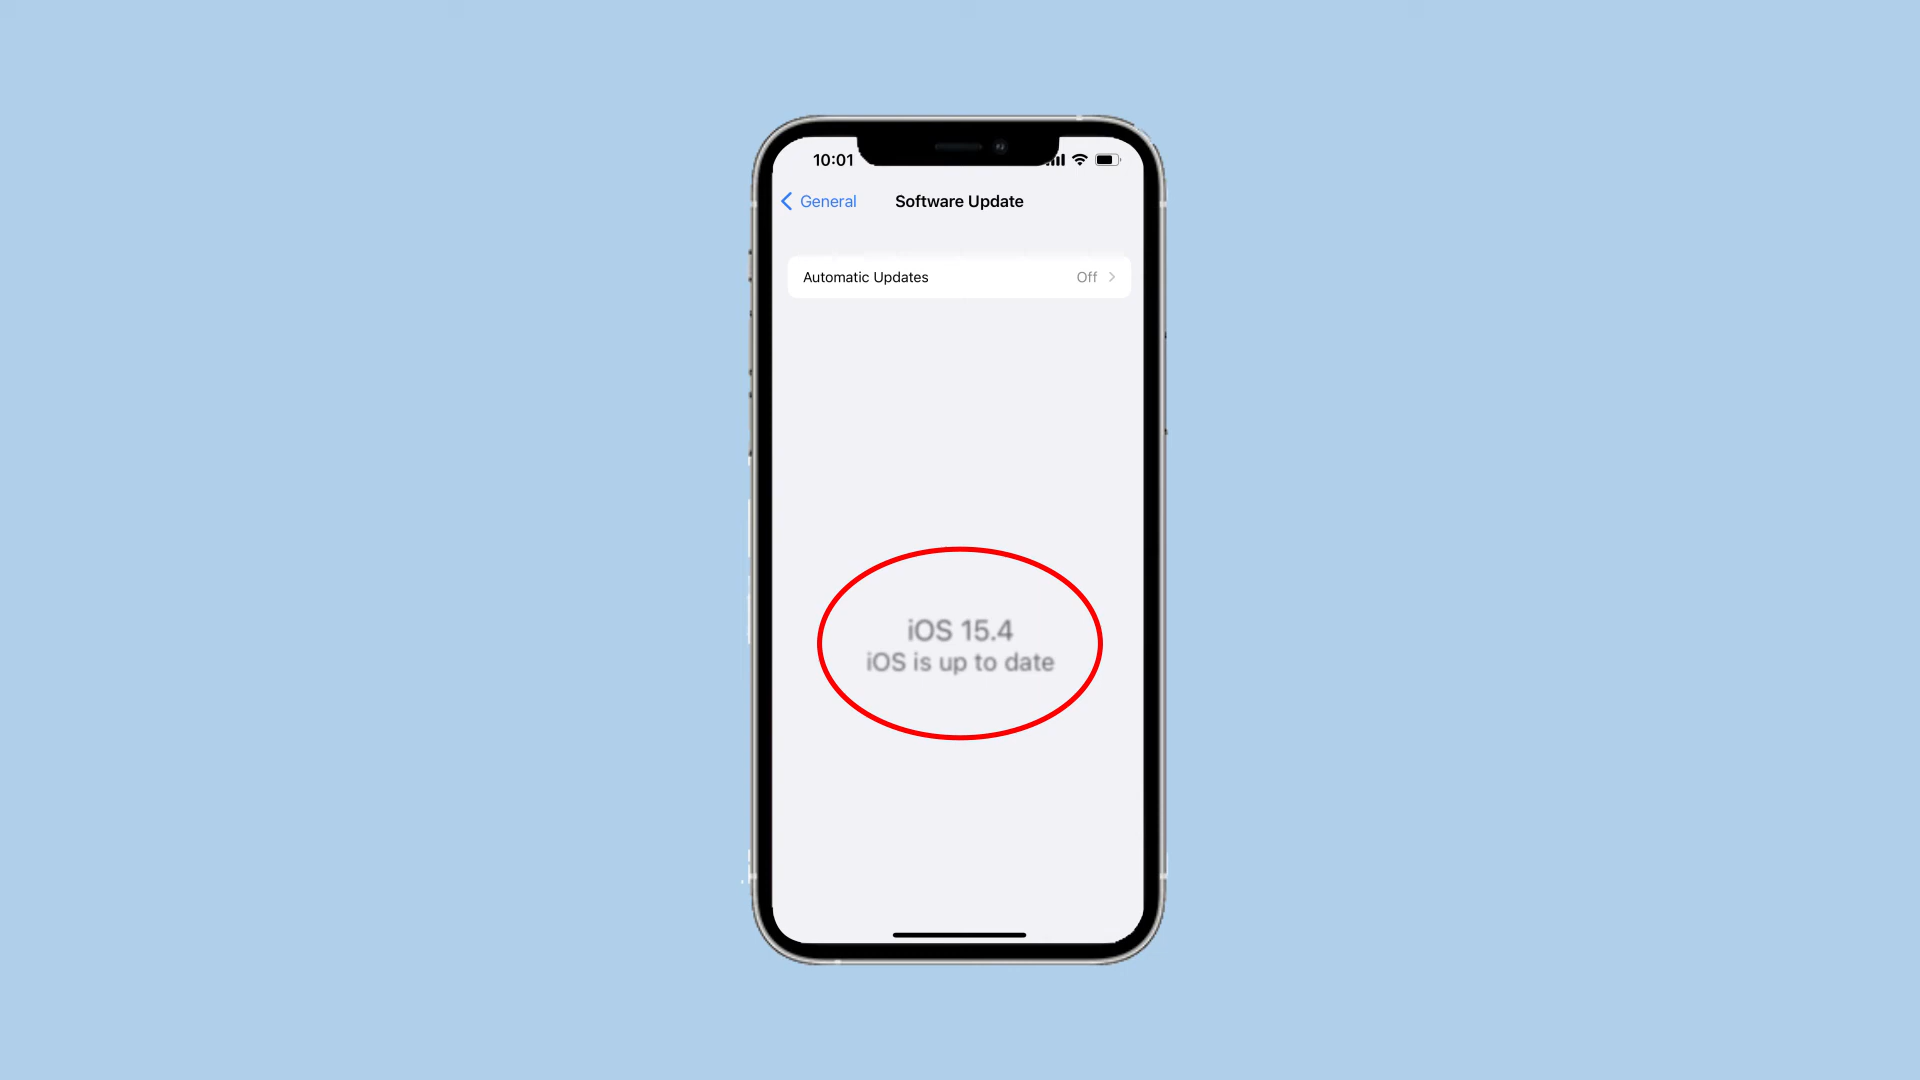 10:01
General
Software Update
Automatic Updates Off
iOS 15.4
iOS is up to date